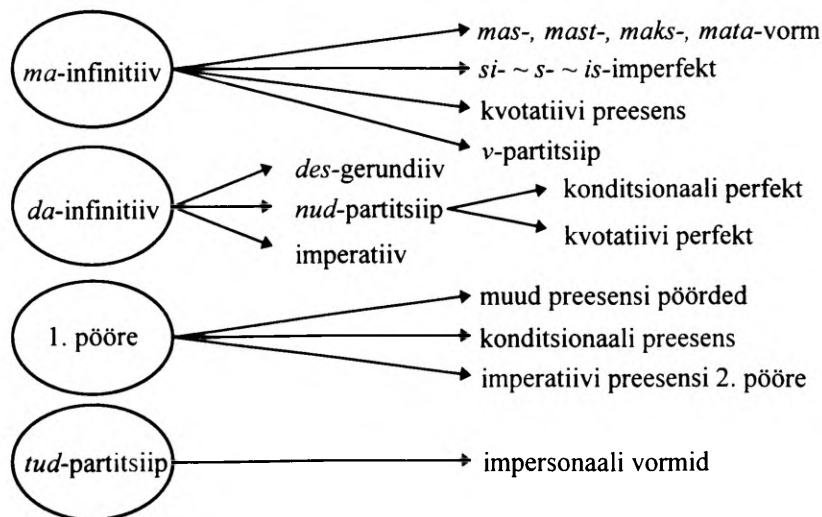 ma-infinitiiv
mas-, mast-, maks-, mata-vorm
si- ~ s- ~ is-imperfekt
kvotatiivi preesens
v-partitsiip
da-infinitiiv
des-gerundiiv
nud-partitsiip
imperatiiv
konditsionaali perfekt
kvotatiivi perfekt
1. pööre
muud preesensi pöörded
konditsionaali preesens
imperatiivi preesensi 2. pööre
tud-partitsiip
impersonaali vormid